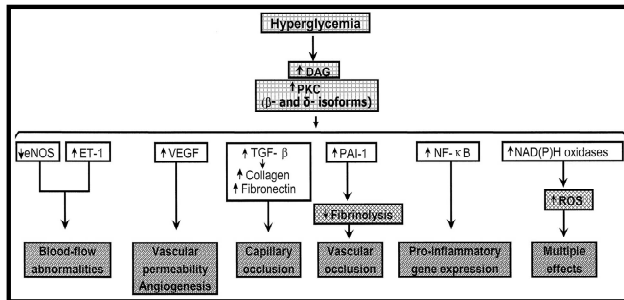 Hyperglycemia
↑ DAG
↑ PKC
(β- and δ- isoforms)
↓eNOS ↑ ET-1 ↑ VEGF ↑ TGF- β ↑ PAI-1 ↑ NF- κB ↑ NAD(P)H oxidases
↑ Collagen
↑ Fibronectin
↓ Fibrinolysis
↑ ROS
Blood-flow
abnormalities
Vascular
permeability
Angiogenesis
Capillary
occlusion
Vascular
occlusion
Pro-inflammatory
gene expression
Multiple
effects